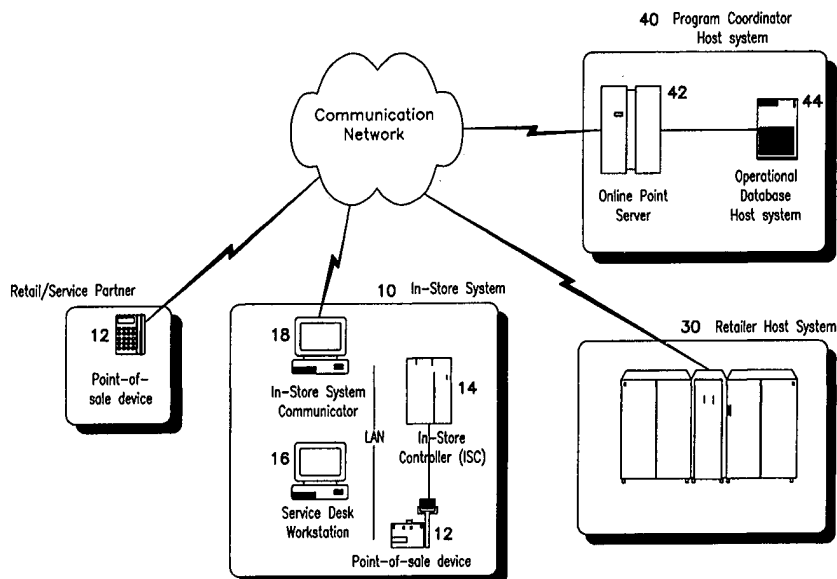 40 Program Coordinator
Host system
42
44
Online Point
Server
Operational
Database
Host system
Communication
Network
Retail/Service Partner
12
Point-of-
sale device
10 In-Store System
18
In-Store System
Communicator
14
LAN
In-Store
Controller (ISC)
16
Service Desk
Workstation
12
Point-of-sale device
30 Retailer Host System